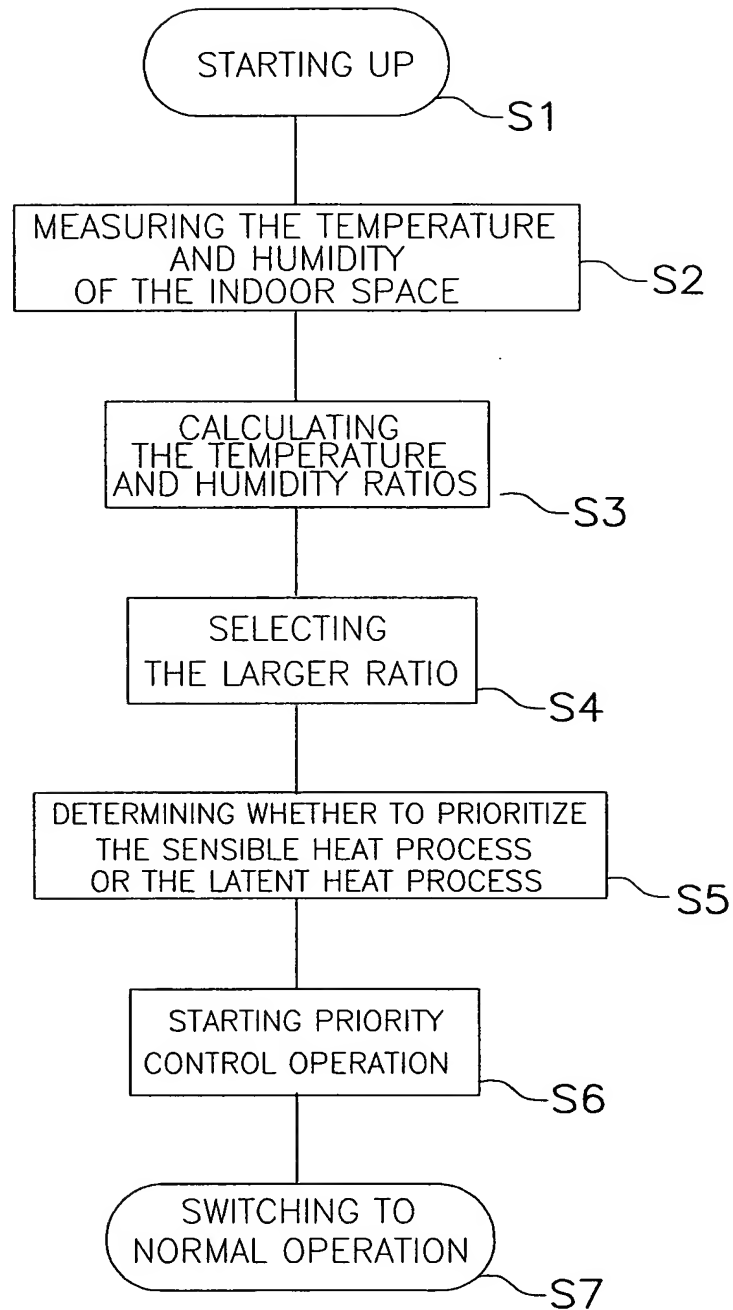 STARTING UP
S1
MEASURING THE TEMPERATURE
AND HUMIDITY
OF THE INDOOR SPACE
S2
CALCULATING
THE TEMPERATURE
AND HUMIDITY RATIOS
S3
SELECTING
THE LARGER RATIO
S4
DETERMINING WHETHER TO PRIORITIZE
THE SENSIBLE HEAT PROCESS
OR THE LATENT HEAT PROCESS
S5
STARTING PRIORITY
CONTROL OPERATION
S6
SWITCHING TO
NORMAL OPERATION
S7